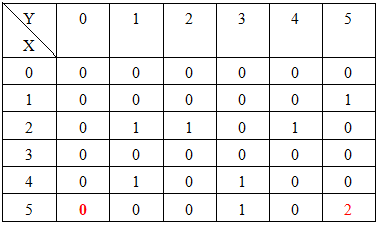 Y 0 1 2 3 4 5
X
0 0 0 0 0 0 0
1 0 0 0 0 0 1
2 0 1 1 0 1 0
3 0 0 0 0 0 0
4 0 1 0 1 0 0
5 0 0 0 1 0 2